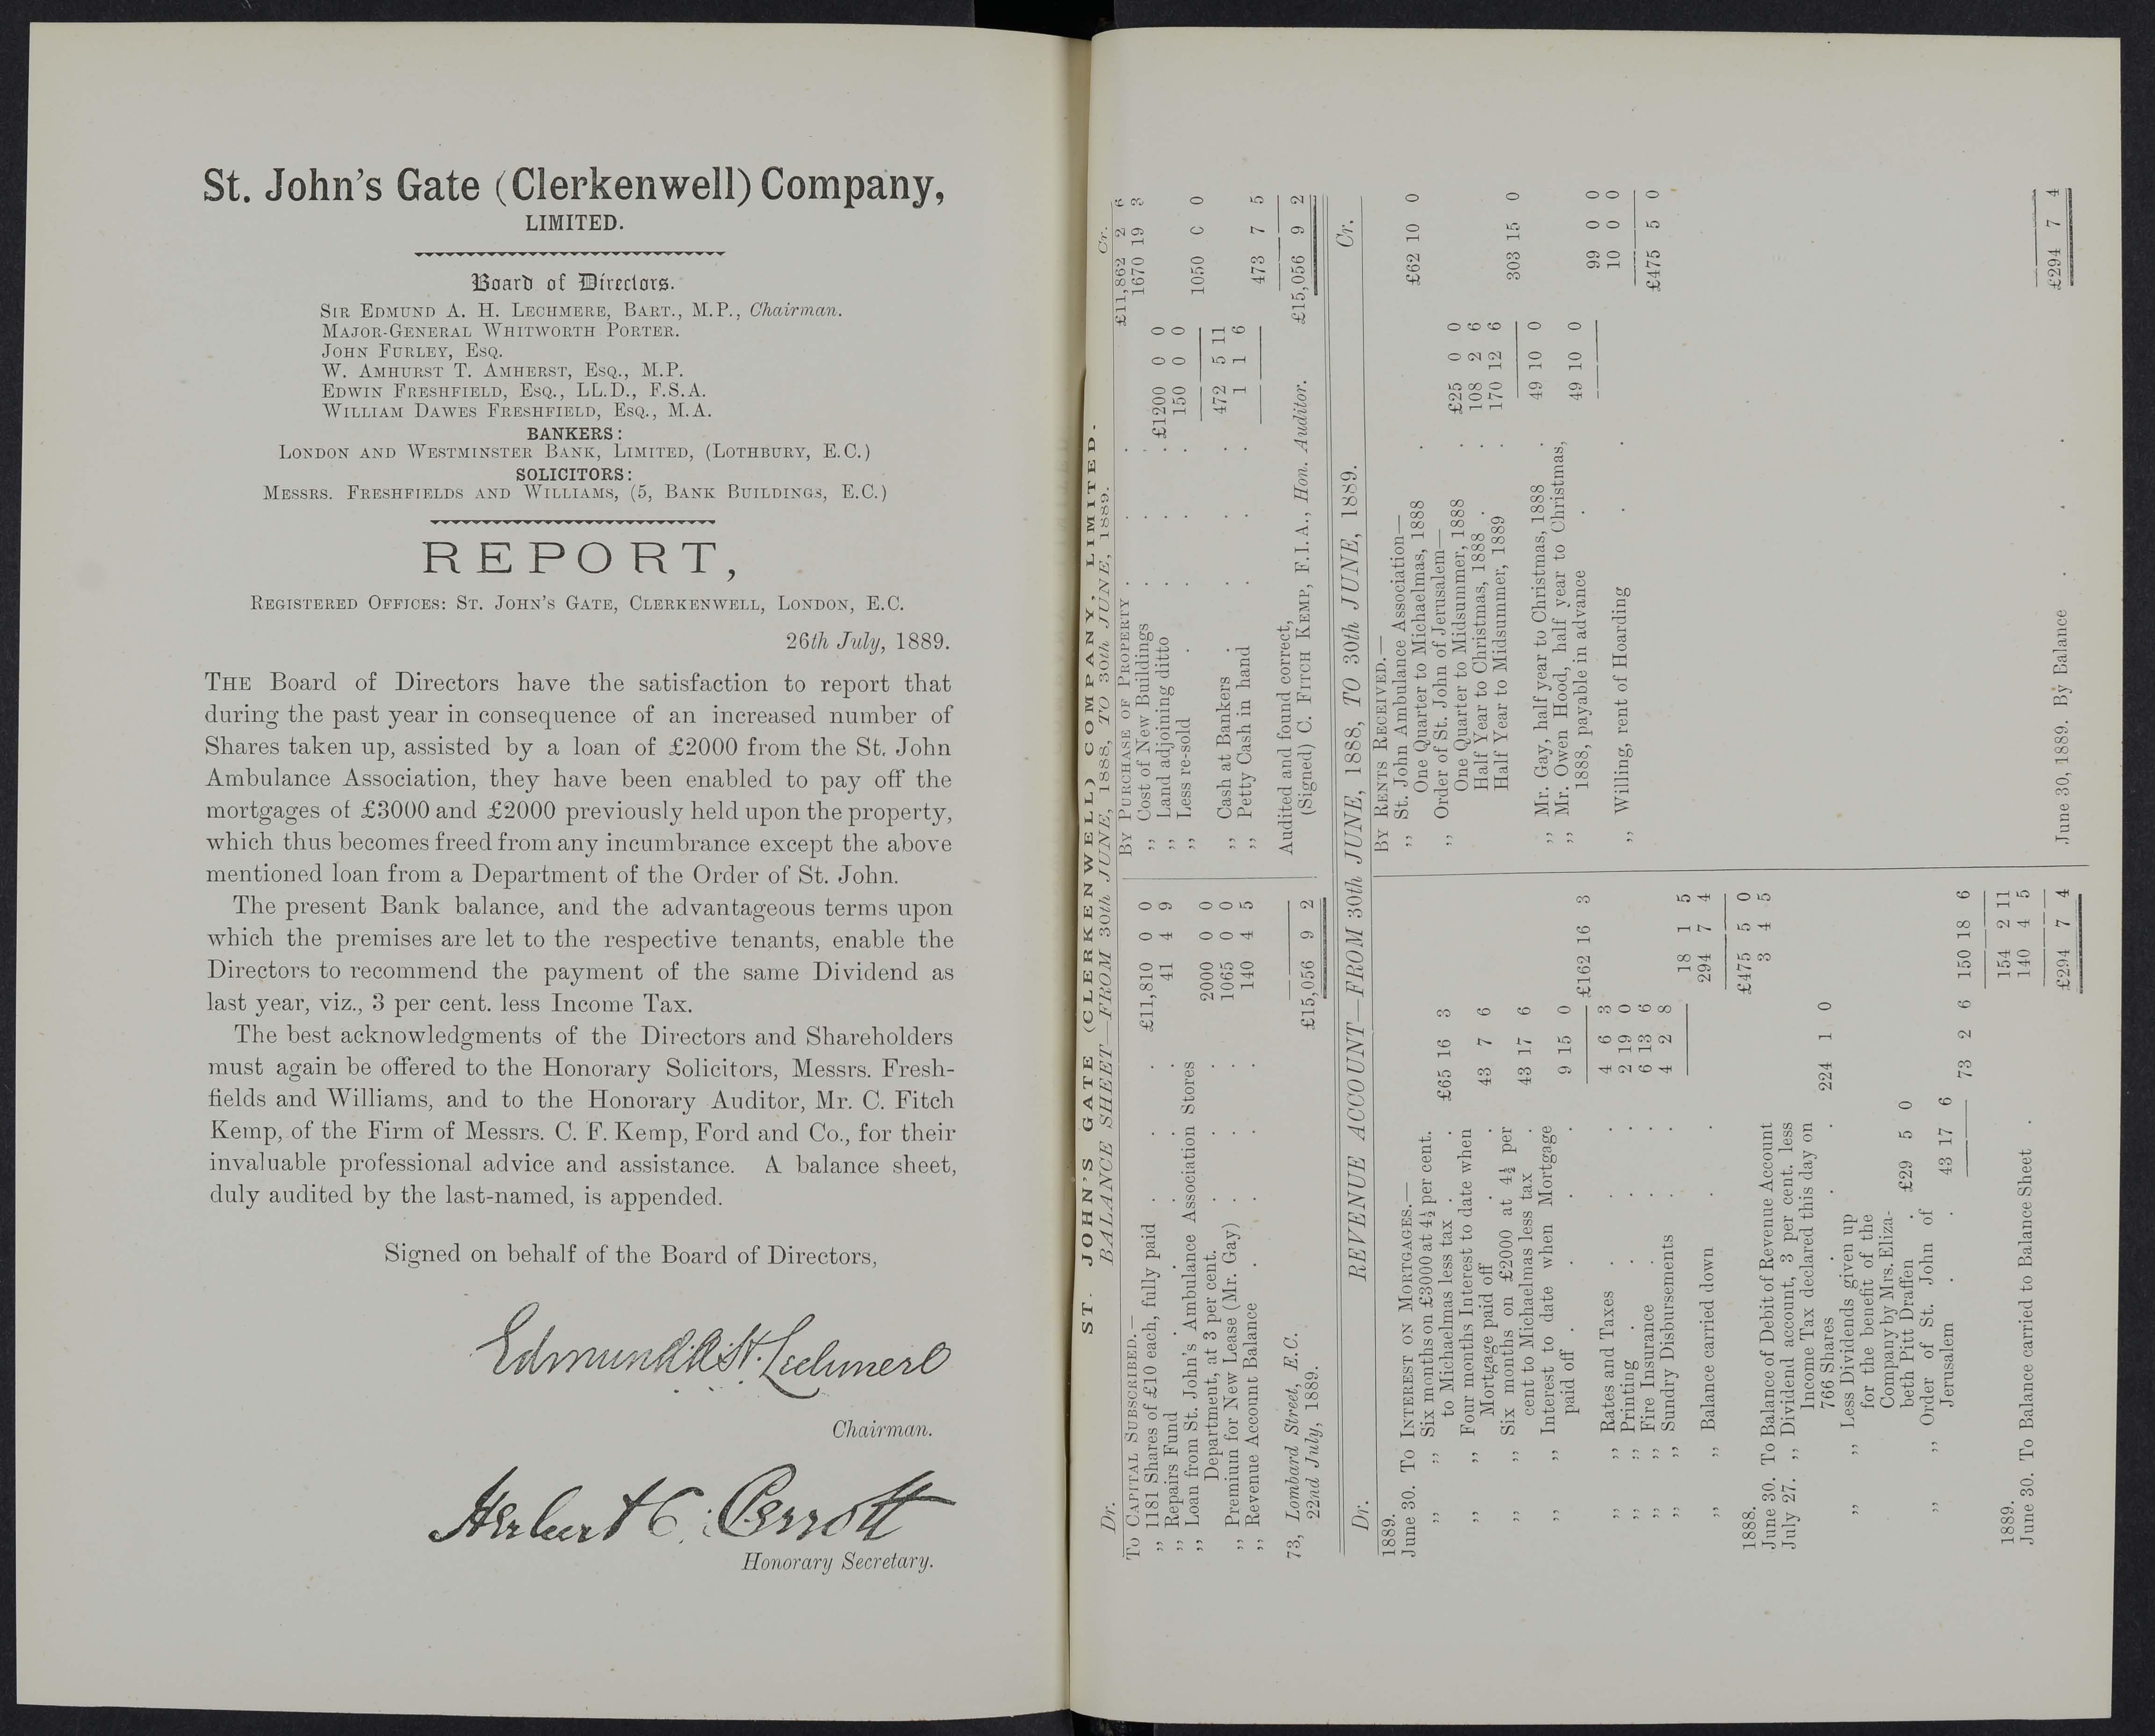 St. John's Gate (Clerkenwell) Company,
LIMITED.
Board of Directors.
SIR EDMUND A. H. LECHMERE, BART., M.P., Chairman.
MAJOR-GENERAL WHITWORTH PORTER.
JOHN FURLEY, ESQ.
W. AMHURST T. AMHERST, ESQ., M.P.
EDWIN FRESHFIELD, ESQ., LL.D., F.S.A.
WILLIAM DAWES FRESHFIELD, ESQ., M.A.
BANKERS:
LONDON AND WESTMINSTER BANK, LIMITED, (LOTHBURY, E.C.)
SOLICITORS:
MESSRS. FRESHFIELDS AND WILLIAMS, (5, BANK BUILDINGS, E.C.)
REPORT,
REGISTERED OFFICES: ST. JOHN'S GATE, CLERKENWELL, LONDON, E.C.
26th July, 1889.
THE Board of Directors have the satisfaction to report that
during the past year in consequence of an increased number of
Shares taken up, assisted by a loan of £2000 from the St. John
Ambulance Association, they have been enabled to pay off the
mortgages of £3000 and £2000 previously held upon the property,
which thus becomes freed from any incumbrance except the above
mentioned loan from a Department of the Order of St. John.
The present Bank balance, and the advantageous terms upon
which the premises are let to the respective tenants, enable the
Directors to recommend the payment of the same Dividend as
last year, viz., 3 per cent. less Income Tax.
The best acknowledgments of the Directors and Shareholders
must again be offered to the Honorary Solicitors, Messrs. Fresh-
fields and Williams, and to the Honorary Auditor, Mr. C. Fitch
Kemp, of the Firm of Messrs. C. F. Kemp, Ford and Co., for their
invaluable professional advice and assistance. A balance sheet,
duly audited by the last-named, is appended.
Signed on behalf of the Board of Directors,
Edmund A. H. Lechmere
Chairman.
Herbert C. Perrott
Honorary Secretary.
ST. JOHN'S GATE (CLERKENWELL) COMPANY, LIMITED.
Dr. BALANCE SHEET—FROM 30th JUNE, 1888, TO 30th JUNE, 1889. Cr.
To CAPITAL SUBSCRIBED.—
,, 1181 Shares of £10 each, fully paid . . . £11,810 0 0
,, Repairs Fund . . . . 41 4 9
,, Loan from St. John's Ambulance Association Stores
Department, at 3 per cent. . . . 2000 0 0
,, Premium for New Lease (Mr. Gay) . . . 1065 0 0
,, Revenue Account Balance . . . . 140 4 5
£15,056 9 2
73, Lombard Street, E.C.
22nd July, 1889.
By PURCHASE OF PROPERTY . . . . £11,862 2 6
,, Cost of New Buildings . . . 1670 19 3
,, Land adjoining ditto . . . £1200 0 0
,, Less re-sold . . . . 150 0 0
1050 0 0
,, Cash at Bankers . . . . 472 5 11
,, Petty Cash in hand . . . 1 1 6
473 7 5
Audited and found correct,
(Signed) C. FITCH KEMP, F.I.A., Hon. Auditor. £15,056 9 2
Dr. REVENUE ACCOUNT—FROM 30th JUNE, 1888, TO 30th JUNE, 1889. Cr.
1889.
June 30. To INTEREST ON MORTGAGES.—
,, ,, Six months on £3000 at 4½ per cent.
to Michaelmas less tax . . £65 16 3
,, ,, Four months Interest to date when
Mortgage paid off . . 43 7 6
,, ,, Six months on £2000 at 4½ per
cent to Michaelmas less tax . 43 17 6
,, ,, Interest to date when Mortgage
paid off . . . . 9 15 0
£162 16 3
,, ,, Rates and Taxes . . . 4 6 3
,, ,, Printing . . . . 2 19 0
,, ,, Fire Insurance . . . 6 13 6
,, ,, Sundry Disbursements . . 4 2 8
18 1 5
,, ,, Balance carried down . . 294 7 4
£475 5 0
1888.
June 30. To Balance of Debit of Revenue Account 3 4 5
July 27. ,, Dividend account, 3 per cent. less
Income Tax declared this day on
766 Shares . . . 224 1 0
,, ,, Less Dividends given up
for the benefit of the
Company by Mrs. Eliza-
beth Pitt Draffen . £29 5 0
,, ,, Order of St. John of
Jerusalem . . 43 17 6
73 2 6 150 18 6
154 2 11
1889.
June 30. To Balance carried to Balance Sheet . 140 4 5
£294 7 4
By RENTS RECEIVED.—
,, St. John Ambulance Association—
One Quarter to Michaelmas, 1888 . £62 10 0
,, Order of St. John of Jerusalem—
One Quarter to Midsummer, 1888 . £25 0 0
Half Year to Christmas, 1888 . . 108 2 6
Half Year to Midsummer, 1889 . 170 12 6
303 15 0
,, Mr. Gay, half year to Christmas, 1888 . 49 10 0
,, Mr. Owen Hood, half year to Christmas,
1888, payable in advance . 49 10 0
99 0 0
,, Willing, rent of Hoarding . . 10 0 0
£475 5 0
June 30, 1889. By Balance . . . £294 7 4